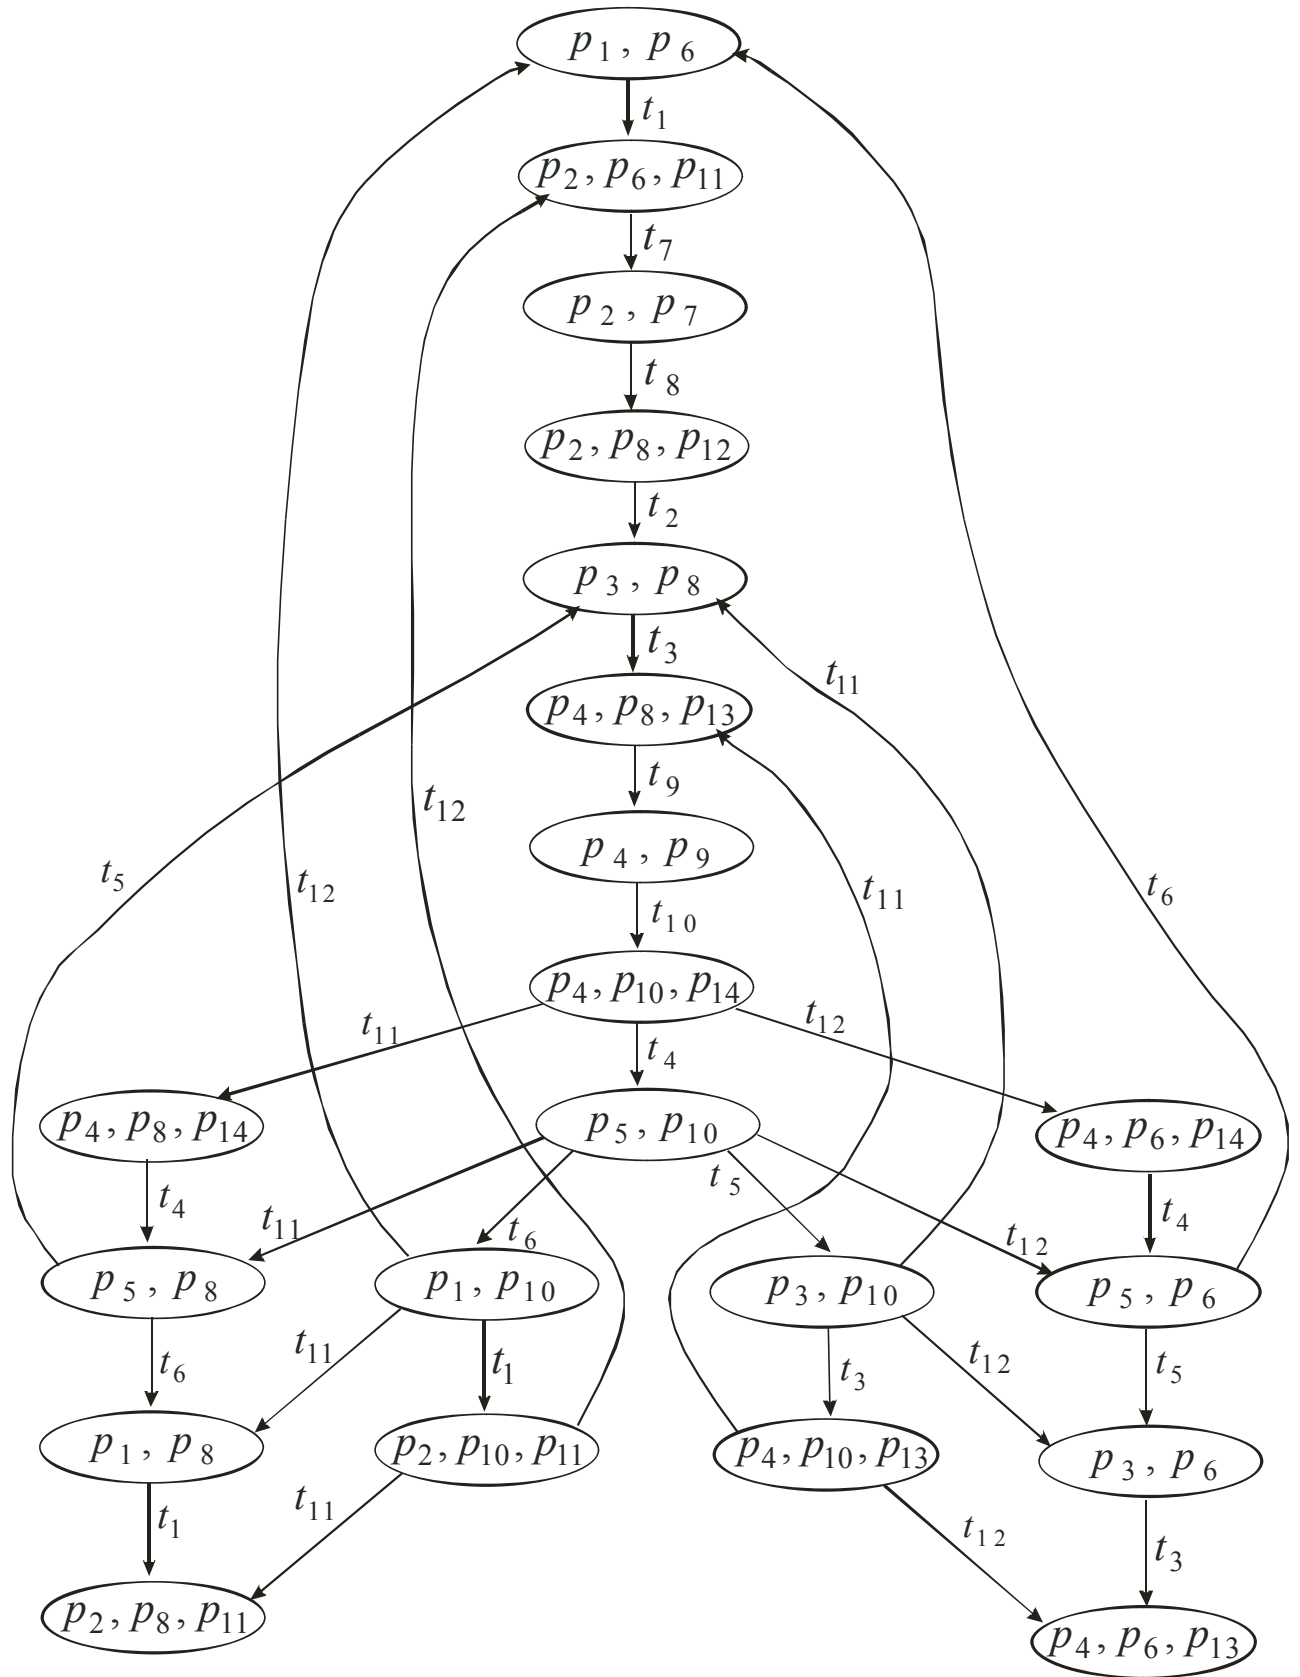 p1, p6
t1
p2, p6, p11
t7
p2, p7
t8
p2, p8, p12
t2
p3, p8
t3
t11
p4, p8, p13
t9
t12
p4, p9
t5
t12
t11
t6
t10
p4, p10, p14
t11
t12
t4
p4, p8, p14
p5, p10
p4, p6, p14
t4
t5
t4
t11
t6
t12
p5, p8
p1, p10
p3, p10
p5, p6
t11
t12
t6
t1
t3
t5
p1, p8
p2, p10, p11
p4, p10, p13
p3, p6
t11
t1
t12
t3
p2, p8, p11
p4, p6, p13